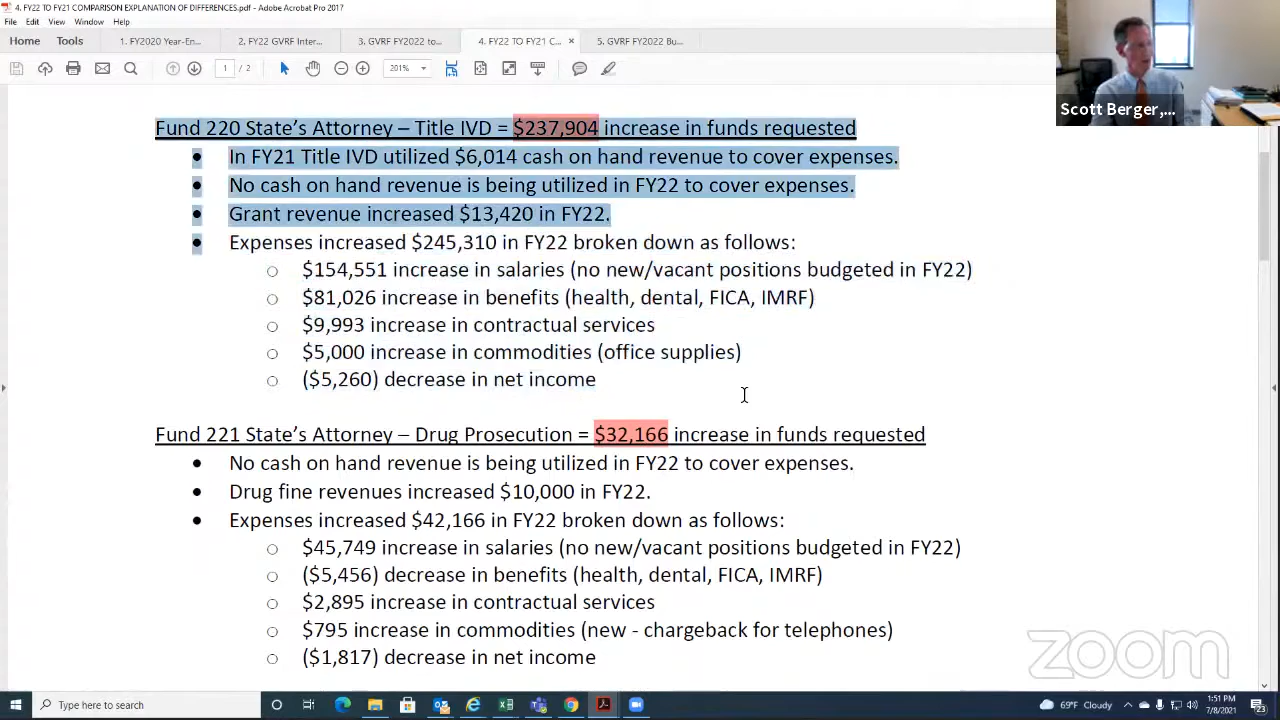 4. FY22 TO FY21 COMPARISON EXPLANATION OF DIFFERENCES.pdf - Adobe Acrobat Pro 2017
File Edit View Window Help
Home Tools 1. FY2020 Year-En... 2. FY22 GVRF Inter... 3. GVRF FY2022 to... 4. FY22 TO FY21 C... × 5. GVRF FY2022 Bu...
1 / 2 201%
Scott Berger,...
Fund 220 State's Attorney – Title IVD = $237,904 increase in funds requested
• In FY21 Title IVD utilized $6,014 cash on hand revenue to cover expenses.
• No cash on hand revenue is being utilized in FY22 to cover expenses.
• Grant revenue increased $13,420 in FY22.
• Expenses increased $245,310 in FY22 broken down as follows:
○ $154,551 increase in salaries (no new/vacant positions budgeted in FY22)
○ $81,026 increase in benefits (health, dental, FICA, IMRF)
○ $9,993 increase in contractual services
○ $5,000 increase in commodities (office supplies)
○ ($5,260) decrease in net income
Fund 221 State's Attorney – Drug Prosecution = $32,166 increase in funds requested
• No cash on hand revenue is being utilized in FY22 to cover expenses.
• Drug fine revenues increased $10,000 in FY22.
• Expenses increased $42,166 in FY22 broken down as follows:
○ $45,749 increase in salaries (no new/vacant positions budgeted in FY22)
○ ($5,456) decrease in benefits (health, dental, FICA, IMRF)
○ $2,895 increase in contractual services
○ $795 increase in commodities (new - chargeback for telephones)
○ ($1,817) decrease in net income
zoom
Type here to search
69°F Cloudy
1:51 PM
7/8/2021
23